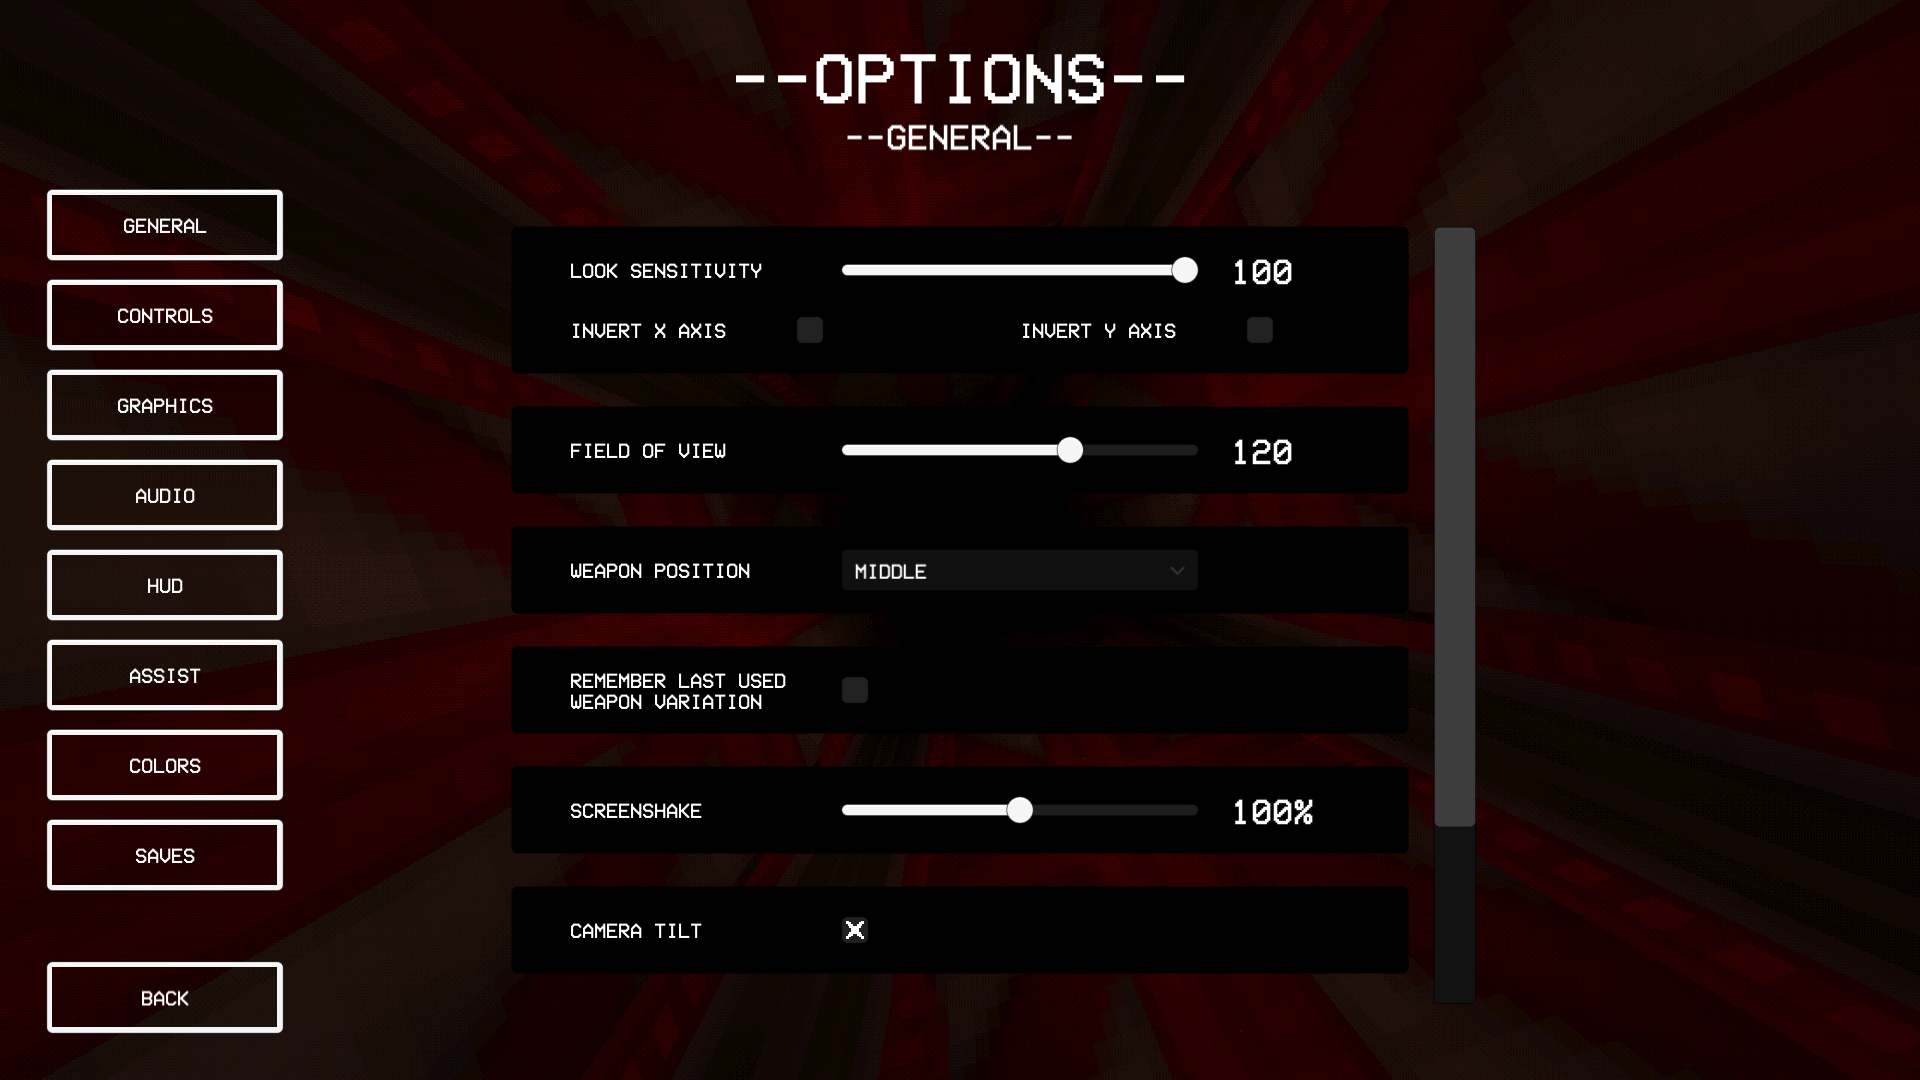 --OPTIONS--
--GENERAL--
GENERAL
CONTROLS
GRAPHICS
AUDIO
HUD
ASSIST
COLORS
SAVES
BACK
LOOK SENSITIVITY 100
INVERT X AXIS INVERT Y AXIS
FIELD OF VIEW 120
WEAPON POSITION MIDDLE
REMEMBER LAST USED
WEAPON VARIATION
SCREENSHAKE 100%
CAMERA TILT